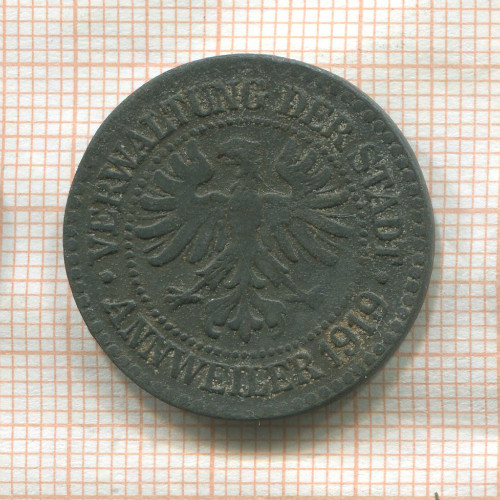 · VERWALTUNG DER STADT ·
ANNWEILER 1919